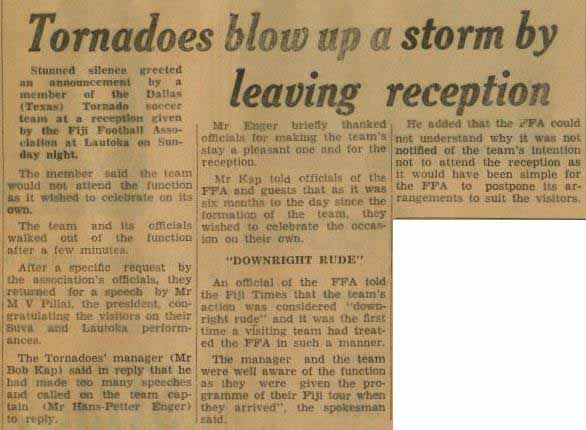 Tornadoes blow up a storm by
leaving reception
Stunned silence greeted
an announcement by a
member of the Dallas
(Texas) Tornado soccer
team at a reception given
by the Fiji Football Asso-
ciation at Lautoka on Sun-
day night.
The member said the team
would not attend the function
as it wished to celebrate on its
own.
The team and its officials
walked out of the function
after a few minutes.
After a specific request by
the association's officials, they
returned for a speech by Mr
M V Pillai, the president, con-
gratulating the visitors on their
Suva and Lautoka perform-
ances.
The Tornadoes' manager (Mr
Bob Kap) said in reply that he
had made too many speeches
and called on the team cap-
tain (Mr Hans-Petter Enger)
to reply.
Mr Enger briefly thanked
officials for making the team's
stay a pleasant one and for the
reception.
Mr Kap told officials of the
FFA and guests that as it was
six months to the day since the
formation of the team, they
wished to celebrate the occas-
ion on their own.
"DOWNRIGHT RUDE"
An official of the FFA told
the Fiji Times that the team's
action was considered "down-
right rude" and it was the first
time a visiting team had treat-
ed the FFA in such a manner.
The manager and the team
were well aware of the function
as they were given the pro-
gramme of their Fiji tour when
they arrived", the spokesman
said.
He added that the FFA could
not understand why it was not
notified of the team's intention
not to attend the reception as
it would have been simple for
the FFA to postpone its ar-
rangements to suit the visitors.